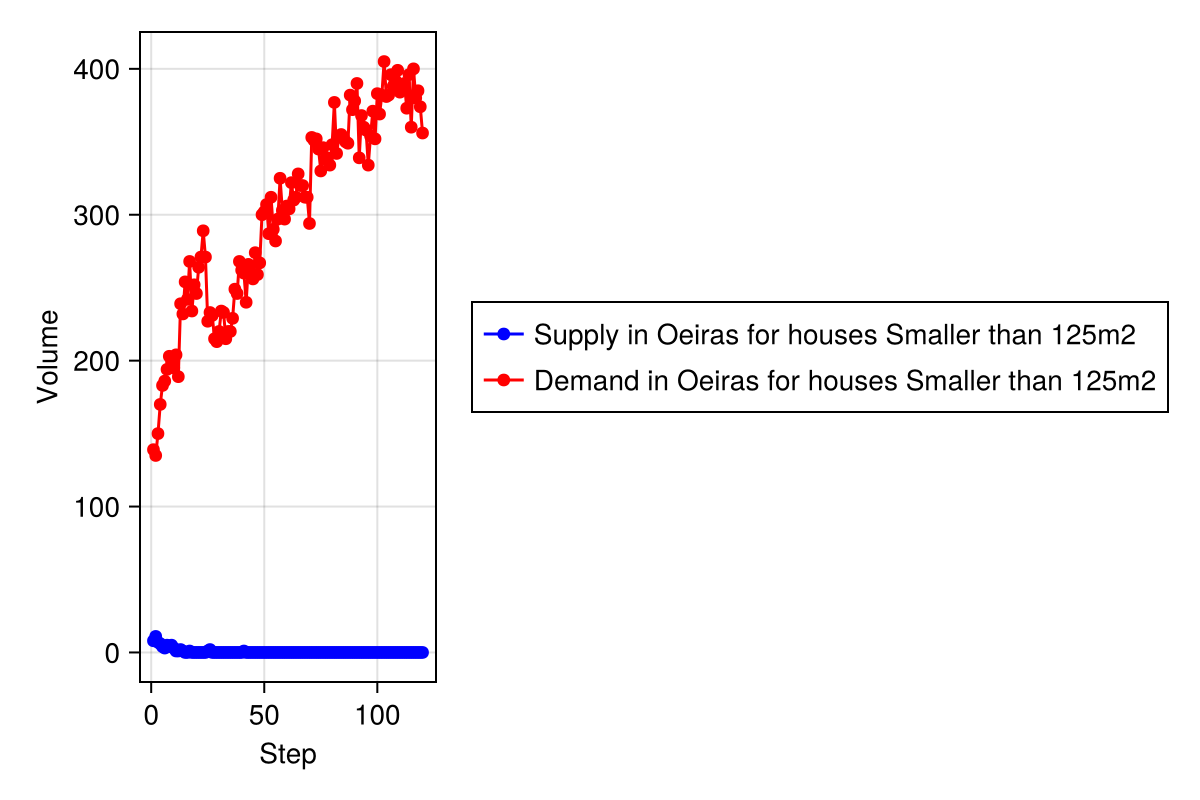 400
300
200
100
0
Volume
0 50 100
Step
Supply in Oeiras for houses Smaller than 125m2
Demand in Oeiras for houses Smaller than 125m2